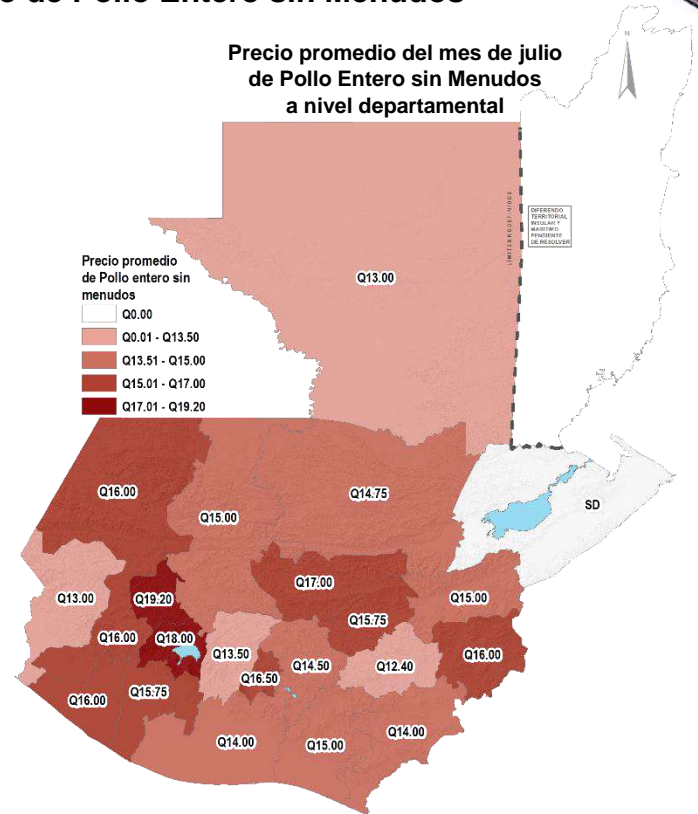 o de Pollo Entero sin Menudos
Precio promedio del mes de julio
de Pollo Entero sin Menudos
a nivel departamental
N
LÍMITES NO DEFINIDOS
DIFERENDO
TERRITORIAL
INSULAR Y
MARÍTIMO
PENDIENTE
DE RESOLVER
Q13.00
Precio promedio
de Pollo entero sin
menudos
Q0.00
Q0.01 - Q13.50
Q13.51 - Q15.00
Q15.01 - Q17.00
Q17.01 - Q19.20
Q16.00
Q15.00
Q14.75
SD
Q13.00
Q19.20
Q17.00
Q15.00
Q16.00
Q18.00
Q13.50
Q15.75
Q16.00
Q14.50
Q12.40
Q16.50
Q16.00
Q15.75
Q14.00
Q15.00
Q14.00